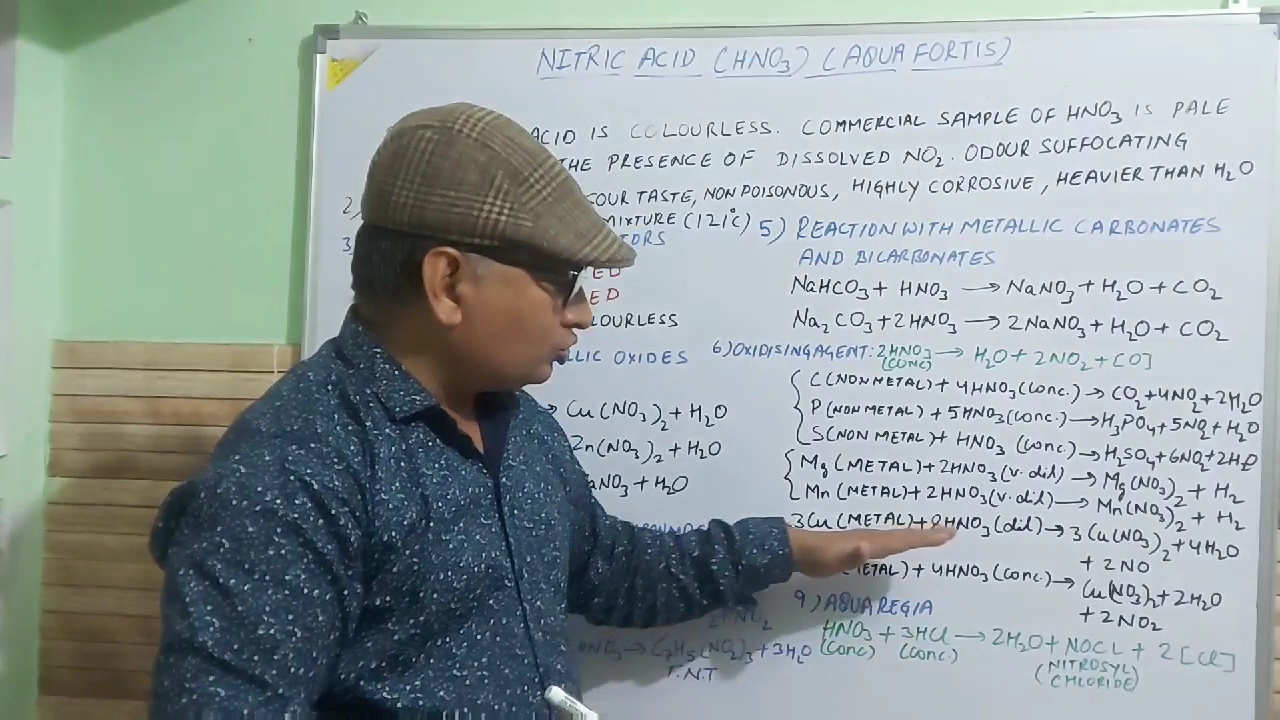 NITRIC ACID (HNO3) (AQUA FORTIS)
ACID IS COLOURLESS. COMMERCIAL SAMPLE OF HNO3 IS PALE
THE PRESENCE OF DISSOLVED NO2. ODOUR SUFFOCATING
2, SOUR TASTE, NON POISONOUS, HIGHLY CORROSIVE, HEAVIER THAN H2O
MIXTURE (121°C)
3,
LOURLESS
LLIC OXIDES
→ Cu(NO3)2 + H2O
Zn(NO3)2 + H2O
aNO3 + H2O
HNO3 → C7H5(NO2)3 + 3H2O
T.N.T
5) REACTION WITH METALLIC CARBONATES
AND BICARBONATES
NaHCO3 + HNO3 → NaNO3 + H2O + CO2
Na2CO3 + 2HNO3 → 2NaNO3 + H2O + CO2
6) OXIDISING AGENT: 2HNO3 → H2O + 2NO2 + [O]
(CONC)
C (NON METAL) + 4HNO3 (conc.) → CO2 + 4NO2 + 2H2O
P (NON METAL) + 5HNO3 (conc.) → H3PO4 + 5NO2 + H2O
S (NON METAL) + HNO3 (conc.) → H2SO4 + 6NO2 + 2H2O
Mg (METAL) + 2HNO3 (v. dil) → Mg(NO3)2 + H2
Mn (METAL) + 2HNO3 (v. dil) → Mn(NO3)2 + H2
3Cu (METAL) + 8HNO3 (dil) → 3Cu(NO3)2 + 4H2O
+ 2NO
METAL) + 4HNO3 (conc.) → Cu(NO3)2 + 2H2O
+ 2NO2
9) AQUA REGIA
HNO3 + 3HCl → 2H2O + NOCL + 2[Cl]
(conc) (conc.) (NITROSYL
CHLORIDE)